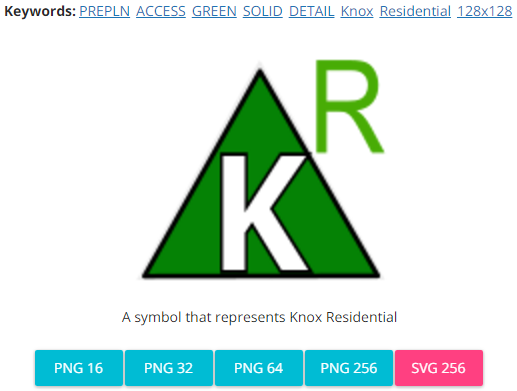 Keywords: PREPLN ACCESS GREEN SOLID DETAIL Knox Residential 128x128
R
K
A symbol that represents Knox Residential
PNG 16 PNG 32 PNG 64 PNG 256 SVG 256